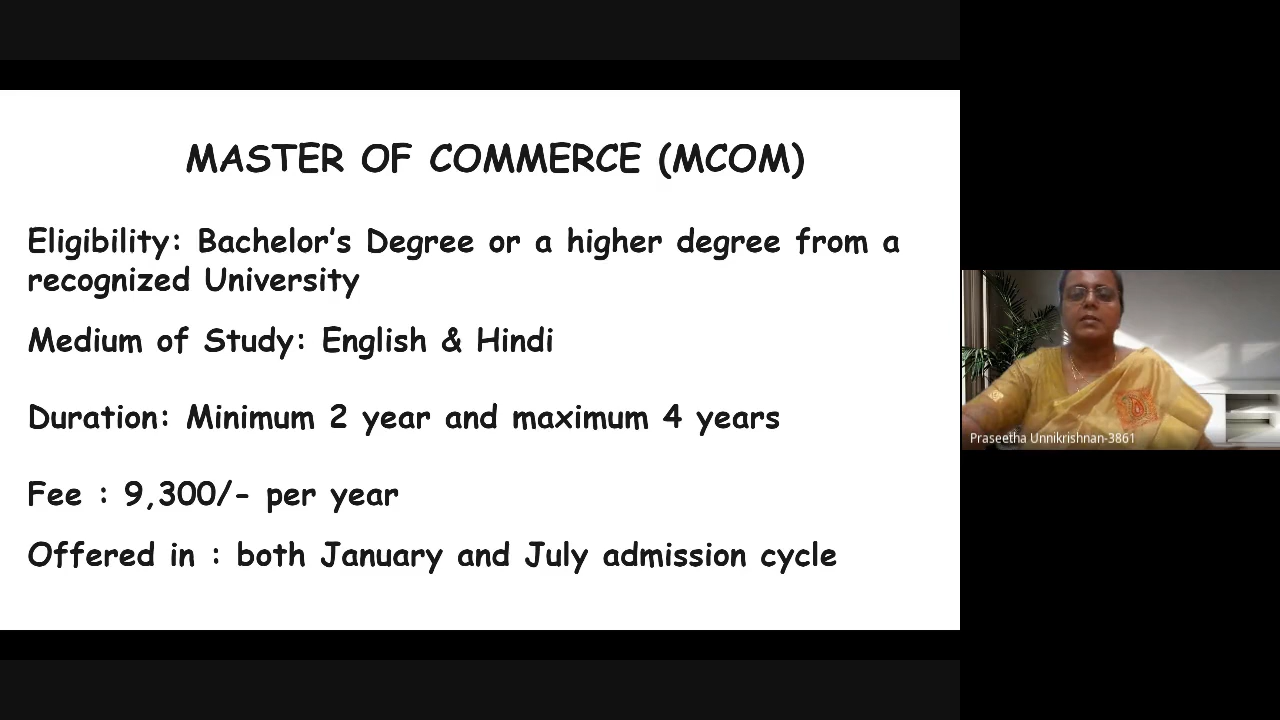 MASTER OF COMMERCE (MCOM)
Eligibility: Bachelor's Degree or a higher degree from a
recognized University
Medium of Study: English & Hindi
Duration: Minimum 2 year and maximum 4 years
Fee : 9,300/- per year
Offered in : both January and July admission cycle
Praseetha Unnikrishnan-3861